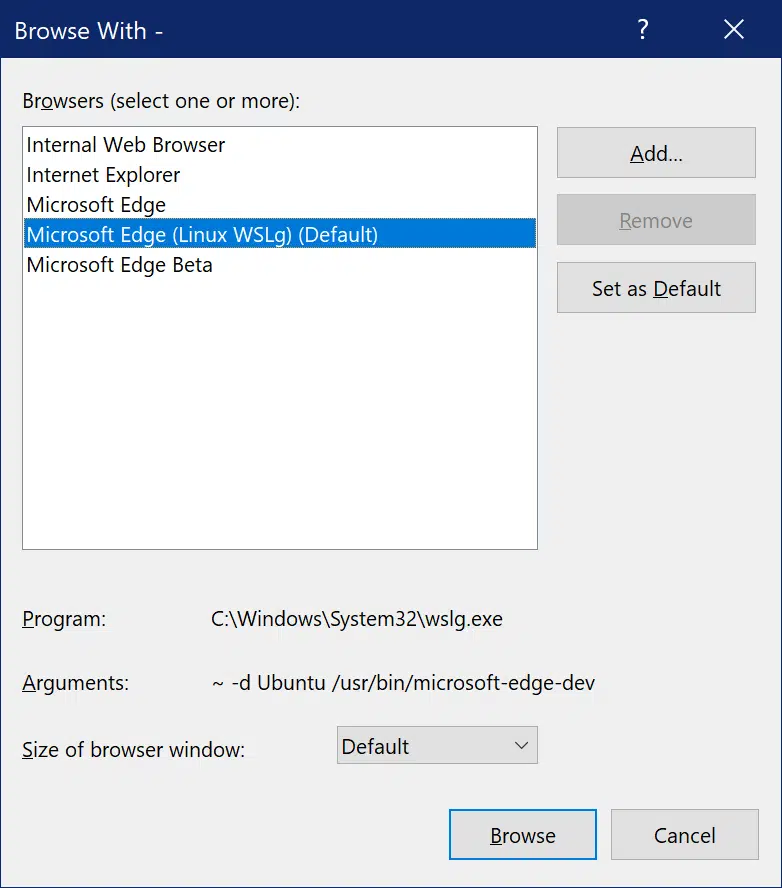 Browse With -
?
Browsers (select one or more):
Internal Web Browser
Internet Explorer
Microsoft Edge
Microsoft Edge (Linux WSLg) (Default)
Microsoft Edge Beta
Add...
Remove
Set as Default
Program: C:\Windows\System32\wslg.exe
Arguments: ~ -d Ubuntu /usr/bin/microsoft-edge-dev
Size of browser window: Default
Browse Cancel